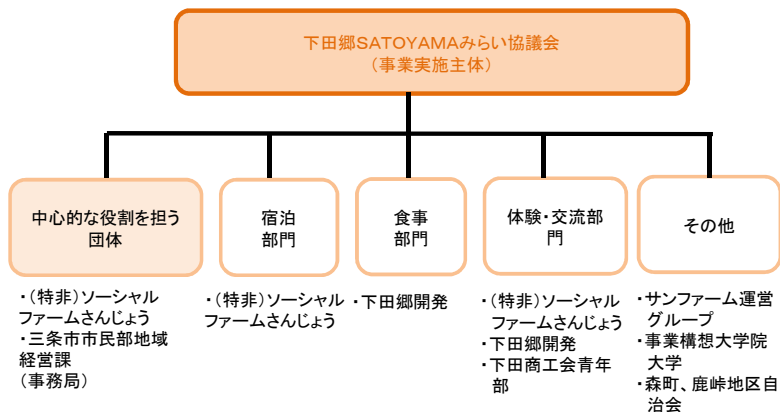 下田郷SATOYAMAみらい協議会
（事業実施主体）
中心的な役割を担う
団体
・（特非）ソーシャル
ファームさんじょう
・三条市市民部地域
経営課
（事務局）
宿泊
部門
・（特非）ソーシャル
ファームさんじょう
食事
部門
・下田郷開発
体験・交流部
門
・（特非）ソーシャル
ファームさんじょう
・下田郷開発
・下田商工会青年
部
その他
・サンファーム運営
グループ
・事業構想大学院
大学
・森町、鹿峠地区自
治会